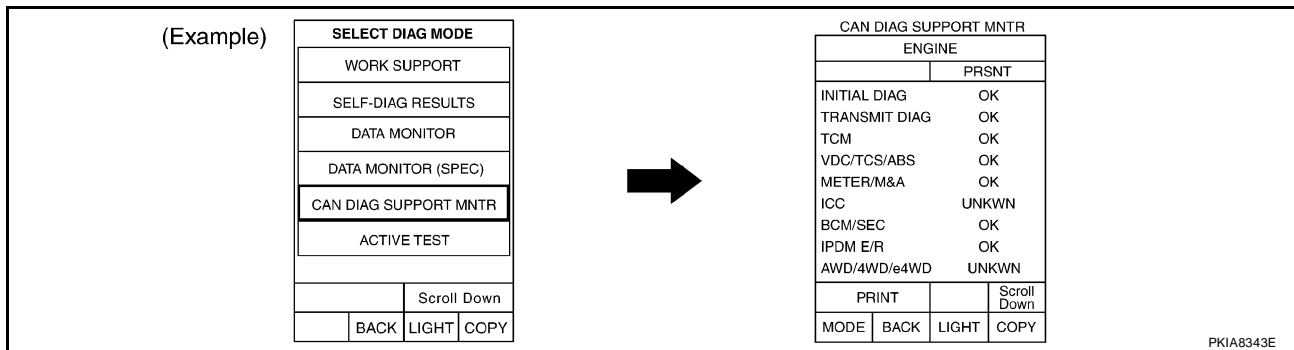 (Example)
SELECT DIAG MODE
WORK SUPPORT
SELF-DIAG RESULTS
DATA MONITOR
DATA MONITOR (SPEC)
CAN DIAG SUPPORT MNTR
ACTIVE TEST
Scroll Down
BACK LIGHT COPY
CAN DIAG SUPPORT MNTR
ENGINE
PRSNT
INITIAL DIAG OK
TRANSMIT DIAG OK
TCM OK
VDC/TCS/ABS OK
METER/M&A OK
ICC UNKWN
BCM/SEC OK
IPDM E/R OK
AWD/4WD/e4WD UNKWN
PRINT Scroll
Down
MODE BACK LIGHT COPY
PKIA8343E